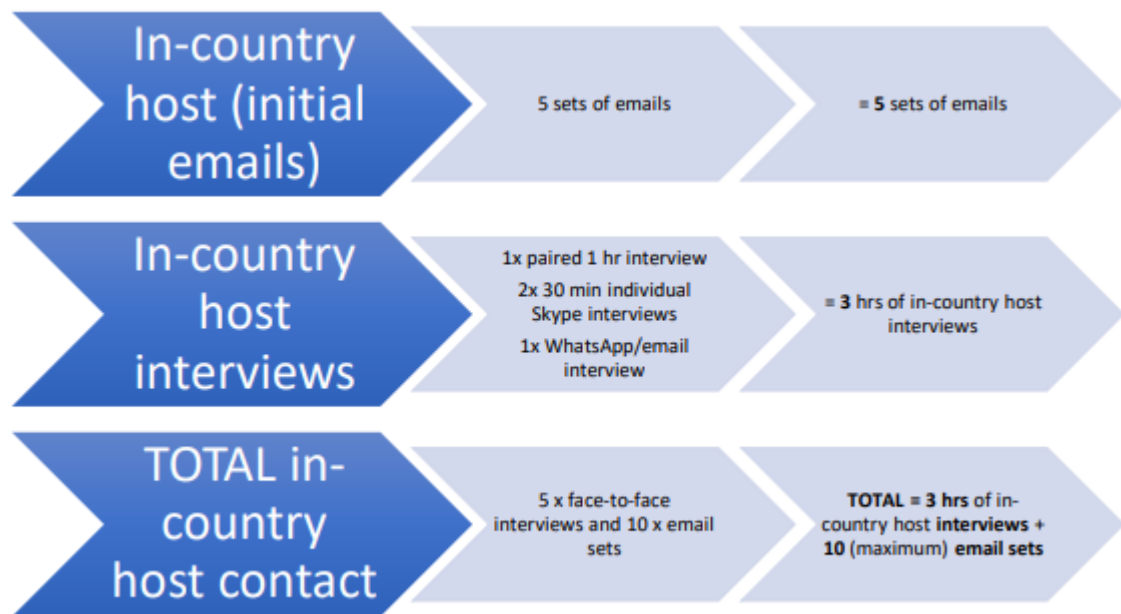 In-country
host (initial
emails)
5 sets of emails
= 5 sets of emails
In-country
host
interviews
1x paired 1 hr interview
2x 30 min individual
Skype interviews
1x WhatsApp/email
interview
= 3 hrs of in-country host
interviews
TOTAL in-
country
host contact
5 x face-to-face
interviews and 10 x email
sets
TOTAL = 3 hrs of in-
country host interviews +
10 (maximum) email sets